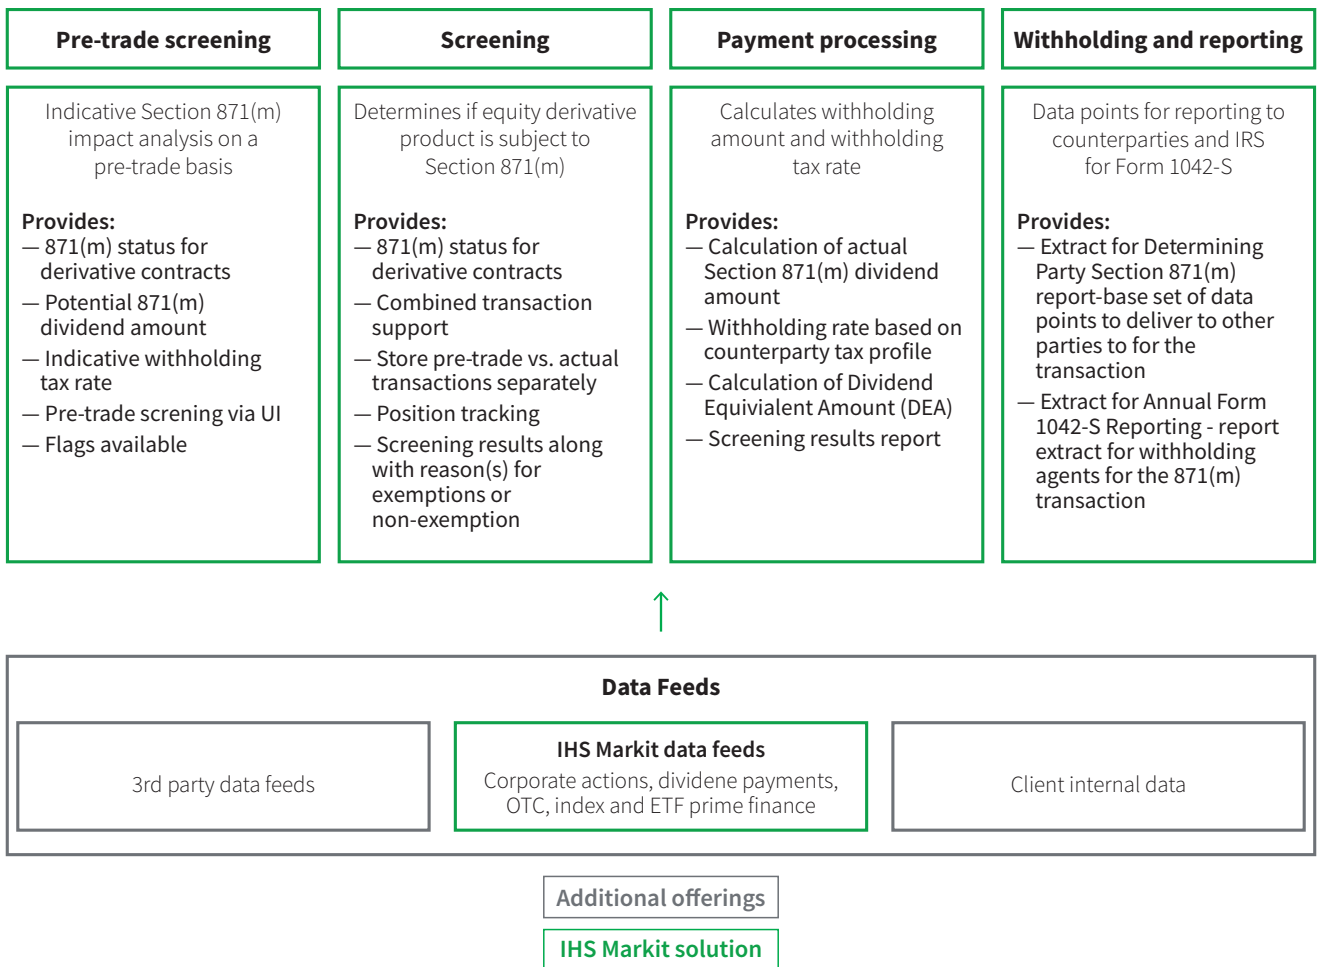 Pre-trade screening
Indicative Section 871(m)
impact analysis on a
pre-trade basis
Provides:
— 871(m) status for
derivative contracts
— Potential 871(m)
dividend amount
— Indicative withholding
tax rate
— Pre-trade screning via UI
— Flags available
Screening
Determines if equity derivative
product is subject to
Section 871(m)
Provides:
— 871(m) status for
derivative contracts
— Combined transaction
support
— Store pre-trade vs. actual
transactions separately
— Position tracking
— Screening results along
with reason(s) for
exemptions or
non-exemption
Payment processing
Calculates withholding
amount and withholding
tax rate
Provides:
— Calculation of actual
Section 871(m) dividend
amount
— Withholding rate based on
counterparty tax profile
— Calculation of Dividend
Equivialent Amount (DEA)
— Screening results report
Withholding and reporting
Data points for reporting to
counterparties and IRS
for Form 1042-S
Provides:
— Extract for Determining
Party Section 871(m)
report-base set of data
points to deliver to other
parties to for the
transaction
— Extract for Annual Form
1042-S Reporting - report
extract for withholding
agents for the 871(m)
transaction
Data Feeds
3rd party data feeds
IHS Markit data feeds
Corporate actions, dividene payments,
OTC, index and ETF prime finance
Client internal data
Additional offerings
IHS Markit solution